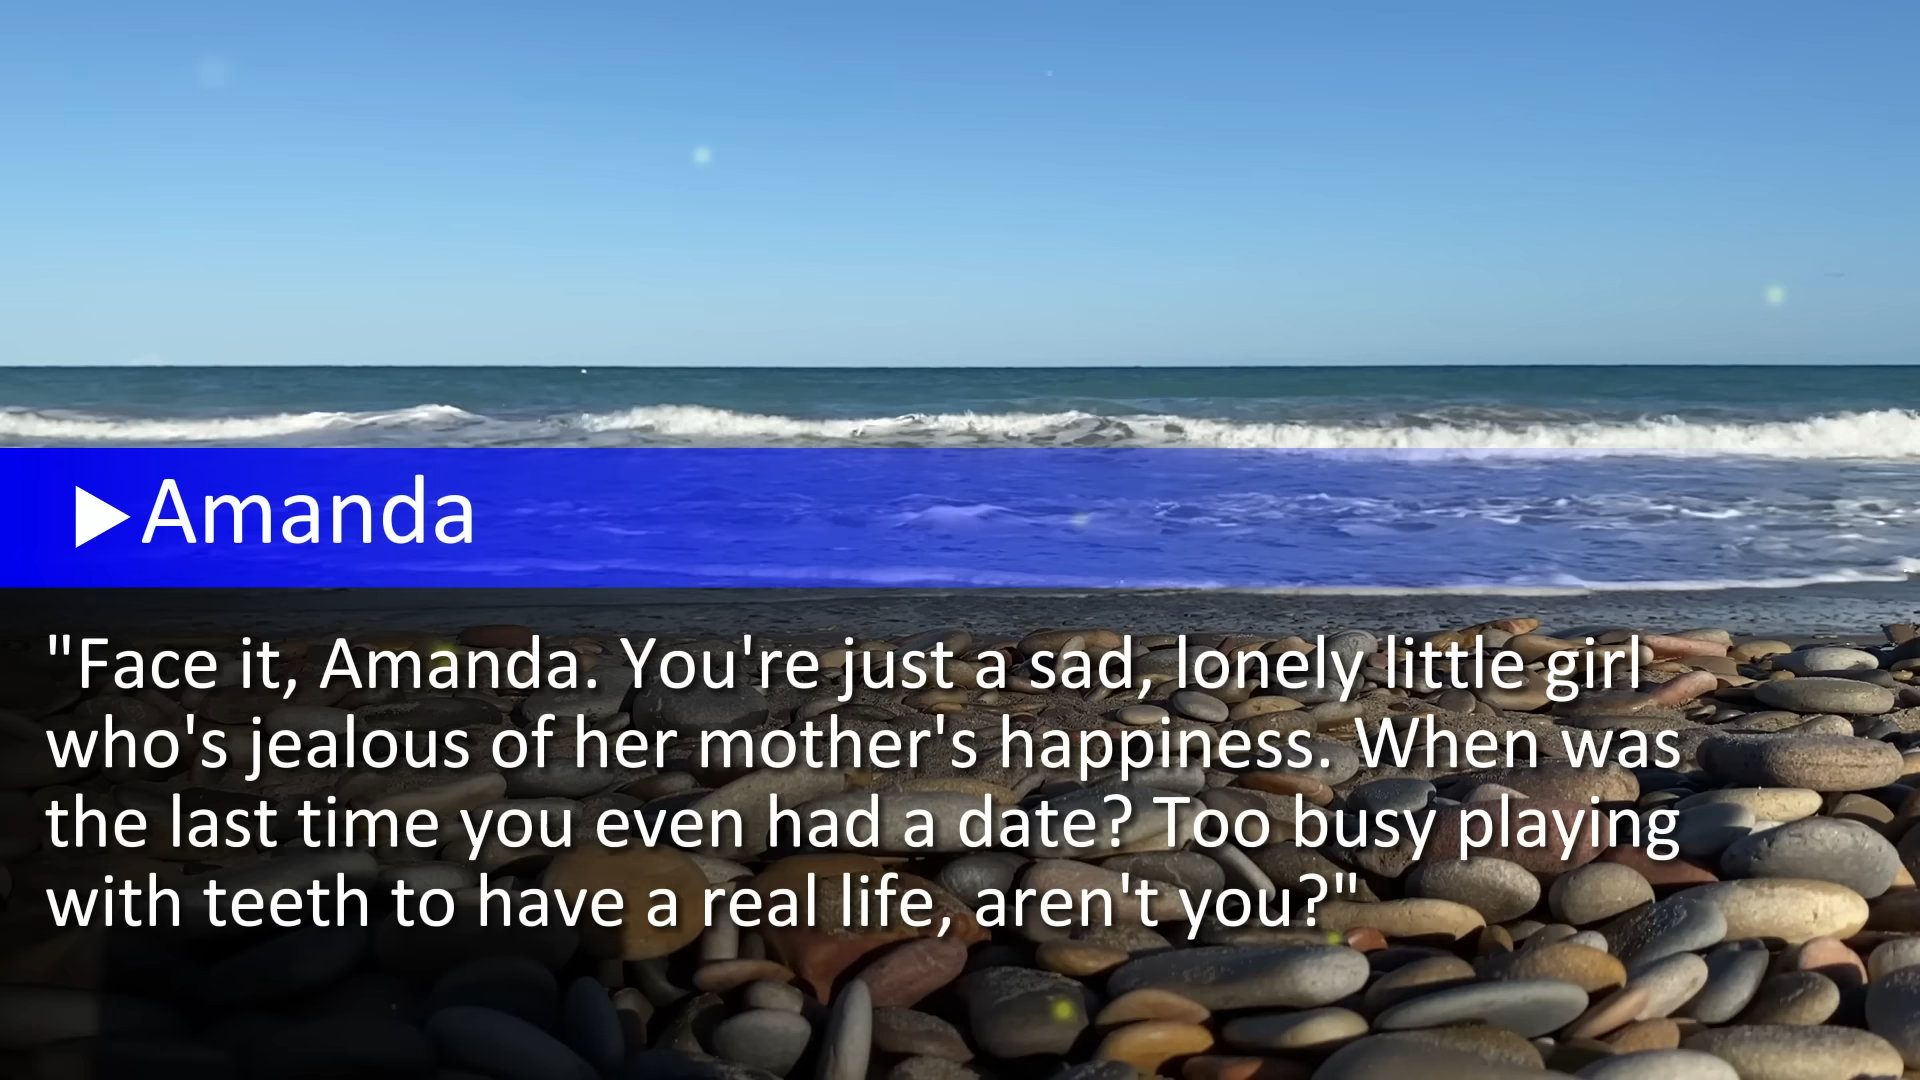 ▶Amanda
"Face it, Amanda. You're just a sad, lonely little girl
who's jealous of her mother's happiness. When was
the last time you even had a date? Too busy playing
with teeth to have a real life, aren't you?"